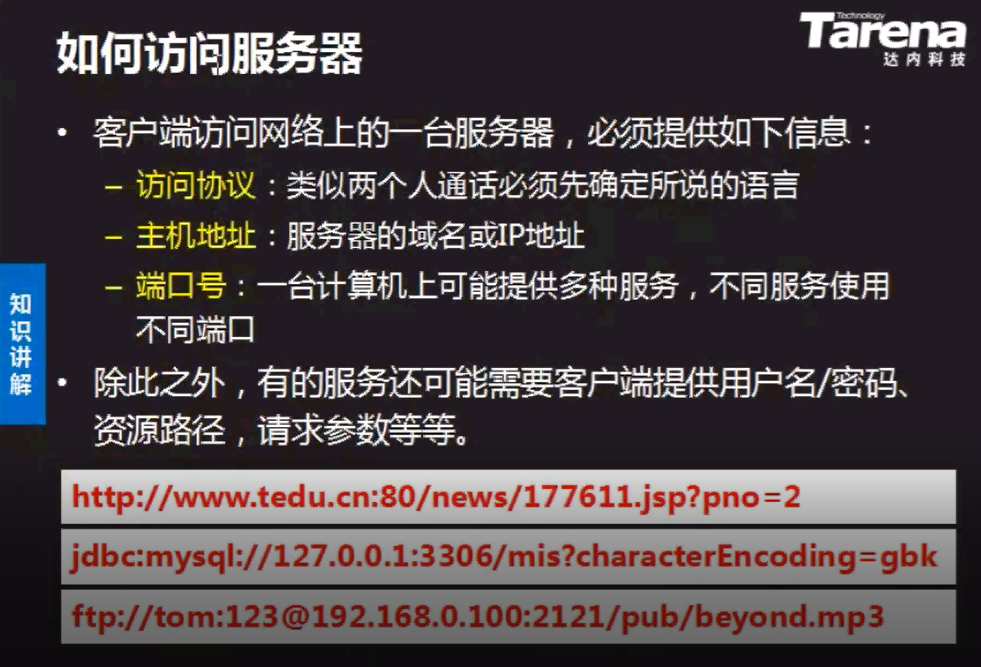 如何访问服务器
Technology
Tarena
达内科技
• 客户端访问网络上的一台服务器，必须提供如下信息：
– 访问协议：类似两个人通话必须先确定所说的语言
– 主机地址：服务器的域名或IP地址
– 端口号：一台计算机上可能提供多种服务，不同服务使用
不同端口
知识讲解
• 除此之外，有的服务还可能需要客户端提供用户名/密码、
资源路径，请求参数等等。
http://www.tedu.cn:80/news/177611.jsp?pno=2
jdbc:mysql://127.0.0.1:3306/mis?characterEncoding=gbk
ftp://tom:123@192.168.0.100:2121/pub/beyond.mp3